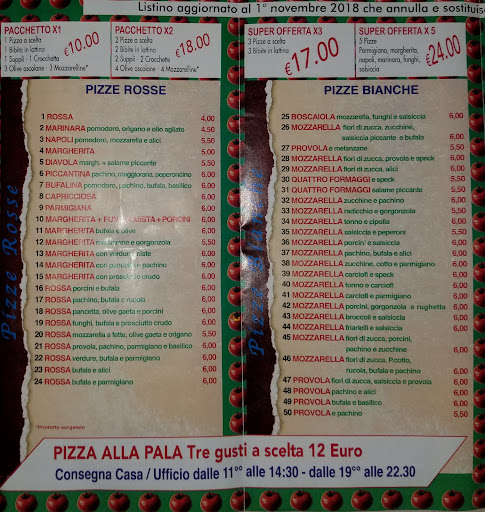 Listino aggiornato al 1° novembre 2018 che annulla e sostituisc
PACCHETTO X1
1 Pizza a scelta
1 Bibita in lattina
1 Supplì - 1 Crocchetta
3 Olive ascolane - 3 Mozzarelline*
€10.00
PACCHETTO X2
2 Pizze a scelta
2 Bibite in lattina
2 Supplì - 2 Crocchette
4 Olive ascolane - 4 Mozzarelline*
€18.00
SUPER OFFERTA X3
3 Pizze a scelta
3 Bibite in lattina
€17.00
SUPER OFFERTA X 5
5 Pizze
Parmigiana, margherita,
napoli, marinara, funghi,
salsiccia
€24.00
PIZZE ROSSE
1 ROSSA 4,00
2 MARINARA pomodoro, origano e olio agliato 4,50
3 NAPOLI pomodoro, mozzarella e alici 5,50
4 MARGHERITA 5,00
5 DIAVOLA margh. + salame piccante 5,50
6 PICCANTINA pachino, maggiorana, peperoncino 6,00
7 BUFALINA pomodoro, pachino, bufala, basilico 6,00
8 CAPRICCIOSA 6,00
9 PARMIGIANA 6,00
10 MARGHERITA + FUNGHI MISTA + PORCINI 6,00
11 MARGHERITA bufala e olive 6,00
12 MARGHERITA melanzane e gorgonzola 5,50
13 MARGHERITA con verdure miste 6,00
14 MARGHERITA con porcini + pachino 6,00
15 MARGHERITA con prosciutto crudo 6,00
16 ROSSA porcini e bufala 6,00
17 ROSSA pachino, bufala e rucola 6,00
18 ROSSA pancetta, olive gaeta e porcini 6,00
19 ROSSA funghi, bufala e prosciutto crudo 6,00
20 ROSSA mozzarella a fette, olive gaeta e origano 5,50
21 ROSSA provola, pachino, parmigiano e basilico 6,00
22 ROSSA verdure, bufala e parmigiano 6,00
23 ROSSA bufala e alici 6,00
24 ROSSA bufala e parmigiano 6,00
*Prodotto surgelato
Pizze Rosse
PIZZE BIANCHE
25 BOSCAIOLA mozzarella, funghi e salsiccia 6,00
26 MOZZARELLA fiori di zucca, zucchine,
salsiccia piccante e bufala 6,00
27 PROVOLA e melanzane 5,50
28 MOZZARELLA fiori di zucca, provola e speck 6,00
29 MOZZARELLA fiori di zucca, alici 6,00
30 QUATTRO FORMAGGI e speck 5,50
31 QUATTRO FORMAGGI salame piccante 5,50
32 MOZZARELLA zucchine e pachino 6,00
33 MOZZARELLA radicchio e gorgonzola 5,50
34 MOZZARELLA tonno e cipolla 6,00
35 MOZZARELLA salsiccia e peperoni 5,50
36 MOZZARELLA porcini e salsiccia 6,00
37 MOZZARELLA pachino, bufala e alici 6,00
38 MOZZARELLA zucchine, cotto e parmigiano 6,00
39 MOZZARELLA carciofi e speck 6,00
40 MOZZARELLA tonno e carciofi 6,00
41 MOZZARELLA carciofi e parmigiano 6,00
42 MOZZARELLA porcini, gorgonzola e rughetta 6,00
43 MOZZARELLA broccoli e salsiccia 5,50
44 MOZZARELLA friarielli e salsiccia 5,50
45 MOZZARELLA fiori di zucca, porcini,
pachino e zucchine 6,00
46 MOZZARELLA fiori di zucca, P.cotto,
rucola, bufala e pachino 6,00
47 PROVOLA fiori di zucca, salsiccia e provola 6,00
48 PROVOLA pachino e alici 6,00
49 PROVOLA bufala e basilico 6,00
50 PROVOLA e pachino 5,50
PIZZA ALLA PALA Tre gusti a scelta 12 Euro
Consegna Casa / Ufficio dalle 11°° alle 14:30 - dalle 19°° alle 22.30